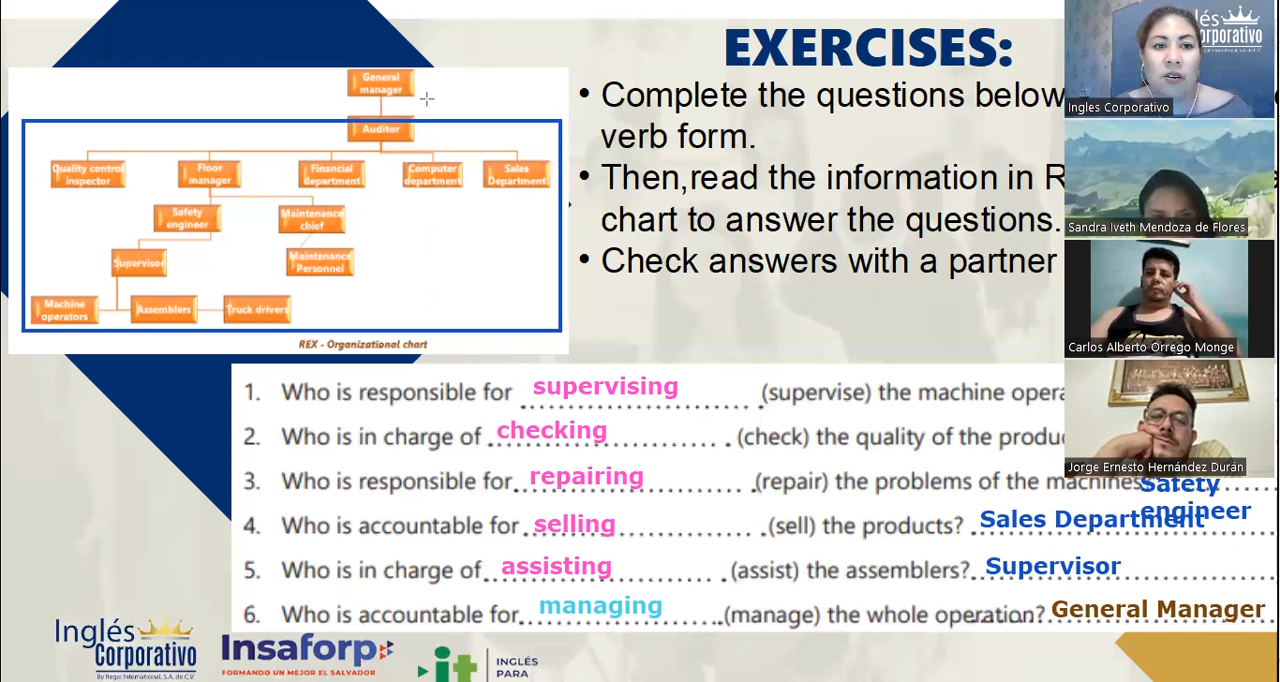 EXERCISES:
• Complete the questions below
verb form.
• Then,read the information in R
chart to answer the questions.
• Check answers with a partner
General
manager
Auditor
Quality control
inspector
Floor
manager
Financial
department
Computer
department
Sales
Department
Safety
engineer
Maintenance
chief
Supervisor
Maintenance
Personnel
Machine
operators
Assemblers
Truck drivers
REX - Organizational chart
1. Who is responsible for supervising (supervise) the machine opera
2. Who is in charge of checking (check) the quality of the produ
3. Who is responsible for repairing (repair) the problems of the machines
Safety
engineer
4. Who is accountable for selling (sell) the products? Sales Department
5. Who is in charge of assisting (assist) the assemblers? Supervisor
6. Who is accountable for managing (manage) the whole operation? General Manager
Inglés
Corporativo
By Regal International, S.A. de C.V.
Insaforp
FORMANDO UN MEJOR EL SALVADOR
it
INGLÉS
PARA
lés
orporativo
Ingles Corporativo
Sandra Iveth Mendoza de Flores
Carlos Alberto Orrego Monge
Jorge Ernesto Hernández Durán